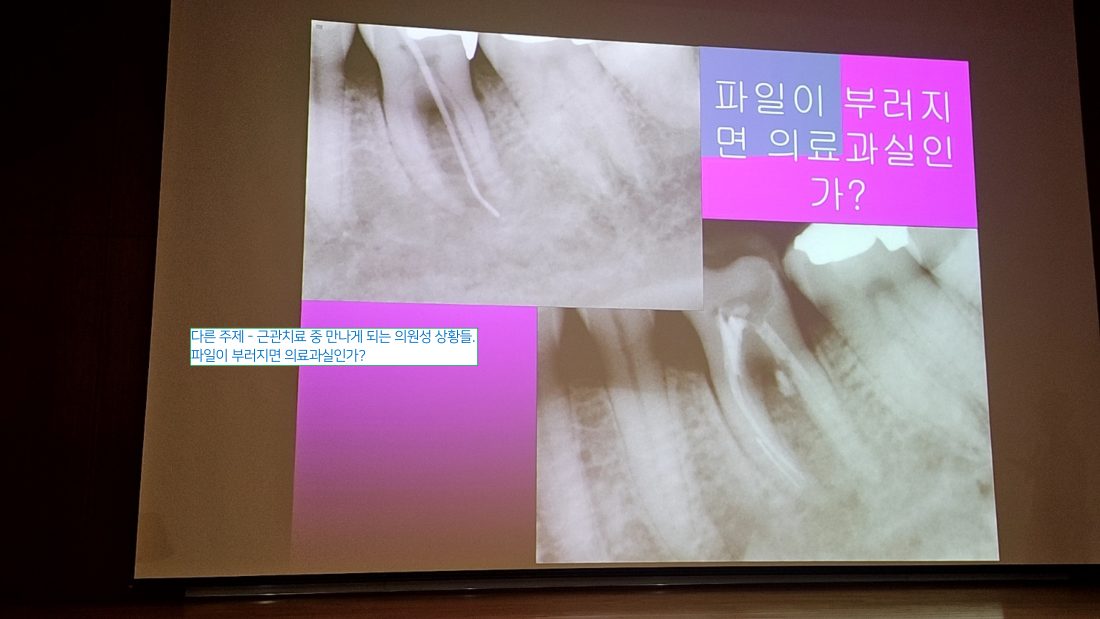 파일이 부러지
면 의료과실인
가?
다른 주제 - 근관치료 중 만나게 되는 의원성 상황들.
파일이 부러지면 의료과실인가?